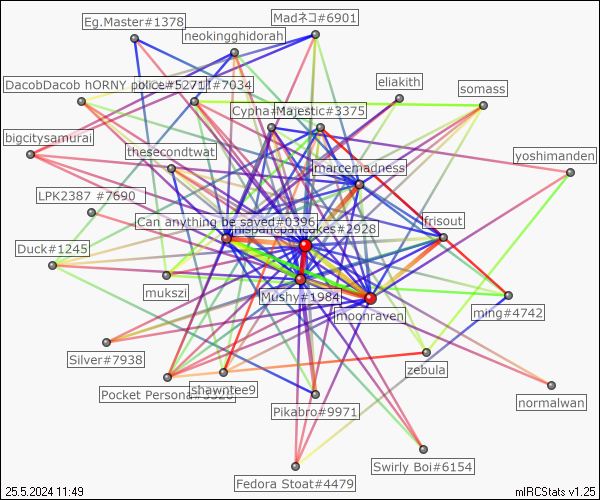 Eg.Master#1378
Madネコ#6901
neokingghidorah
DacobDacob hORNY police#5271
#7034
eliakith
somass
Cypha
Majestic#3375
bigcitysamurai
thesecondtwat
yoshimanden
marcemadness
LPK2387 #7690
Can anything be saved#0396
frisout
#2928
Duck#1245
mukszi
Mushy#1984
moonraven
ming#4742
Silver#7938
zebula
shawntee9
Pocket Persona
normalwan
Pikabro#9971
Swirly Boi#6154
Fedora Stoat#4479
25.5.2024 11:49
mIRCStats v1.25